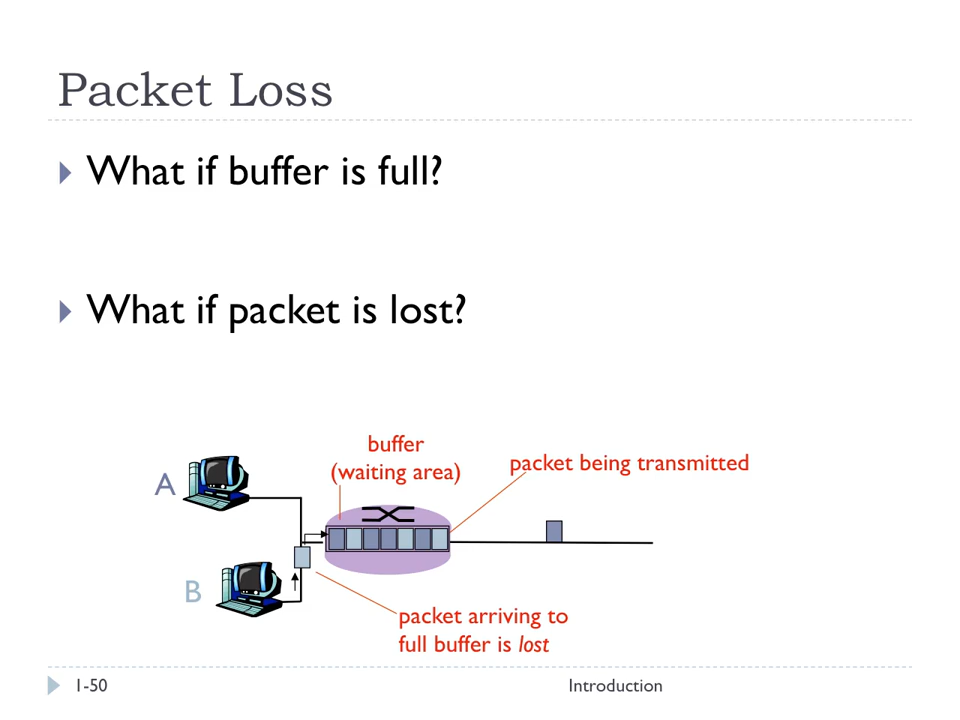 Packet Loss
What if buffer is full?
What if packet is lost?
buffer
(waiting area)
packet being transmitted
A
B
packet arriving to
full buffer is lost
1-50
Introduction